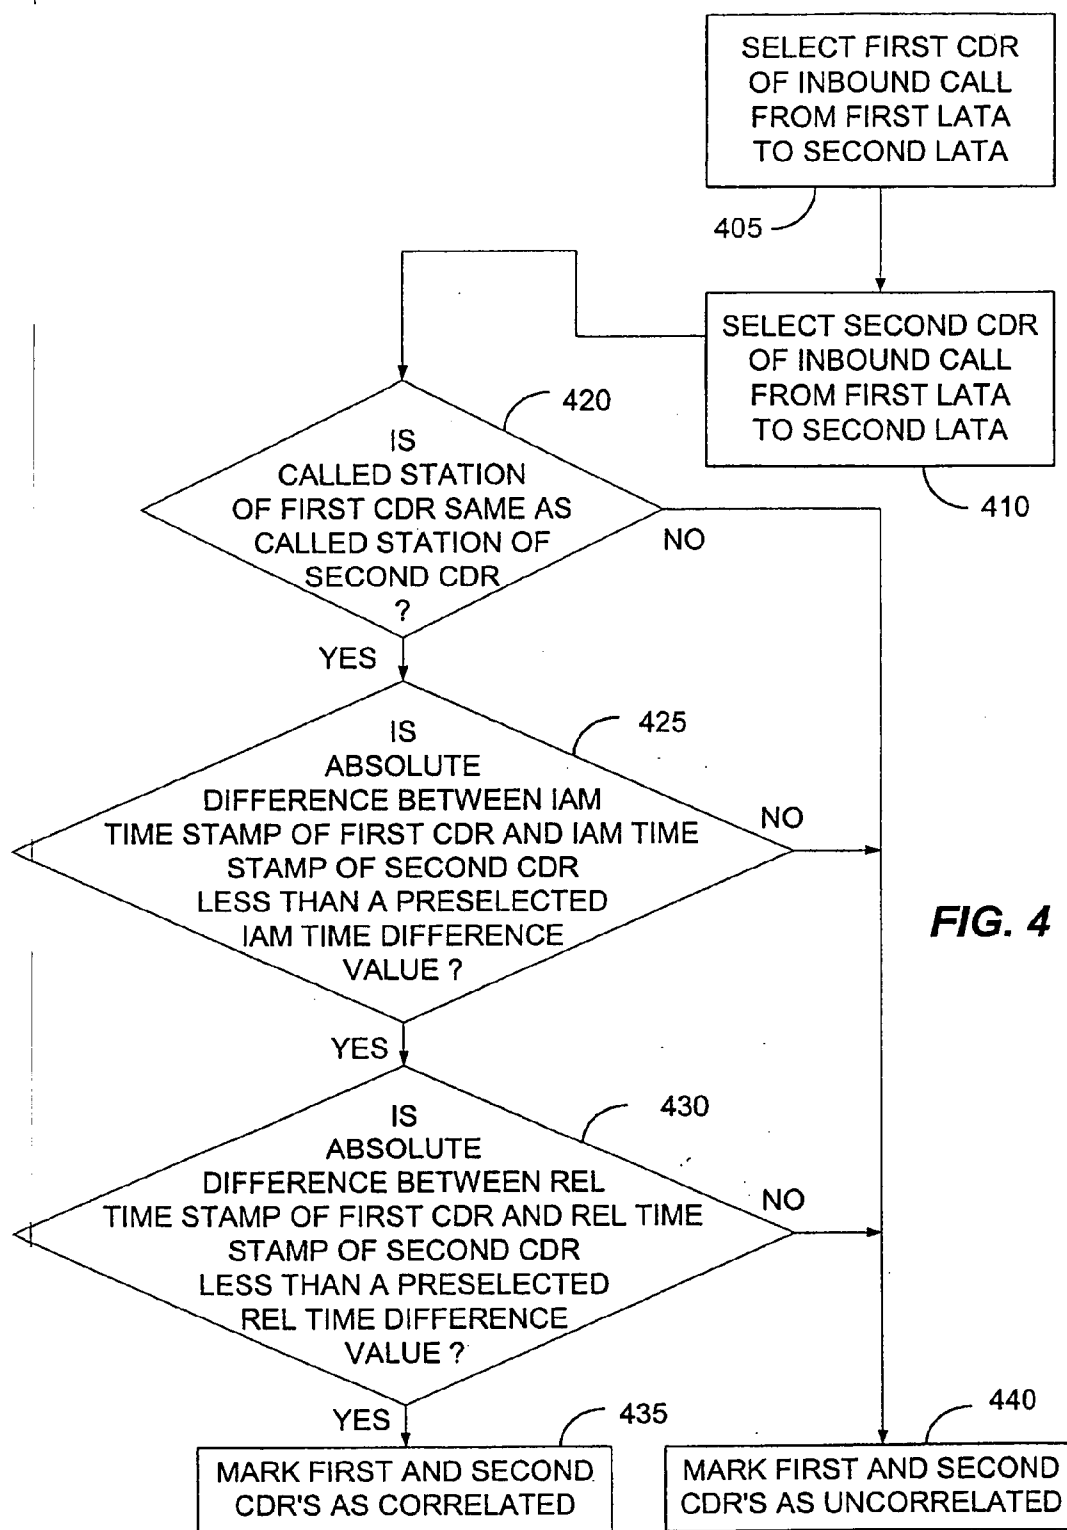 SELECT FIRST CDR
OF INBOUND CALL
FROM FIRST LATA
TO SECOND LATA
405
SELECT SECOND CDR
OF INBOUND CALL
FROM FIRST LATA
TO SECOND LATA
410
420
IS
CALLED STATION
OF FIRST CDR SAME AS
CALLED STATION OF
SECOND CDR
?
NO
YES
425
IS
ABSOLUTE
DIFFERENCE BETWEEN IAM
TIME STAMP OF FIRST CDR AND IAM TIME
STAMP OF SECOND CDR
LESS THAN A PRESELECTED
IAM TIME DIFFERENCE
VALUE ?
NO
FIG. 4
YES
430
IS
ABSOLUTE
DIFFERENCE BETWEEN REL
TIME STAMP OF FIRST CDR AND REL TIME
STAMP OF SECOND CDR
LESS THAN A PRESELECTED
REL TIME DIFFERENCE
VALUE ?
NO
YES
435
MARK FIRST AND SECOND
CDR'S AS CORRELATED
440
MARK FIRST AND SECOND
CDR'S AS UNCORRELATED